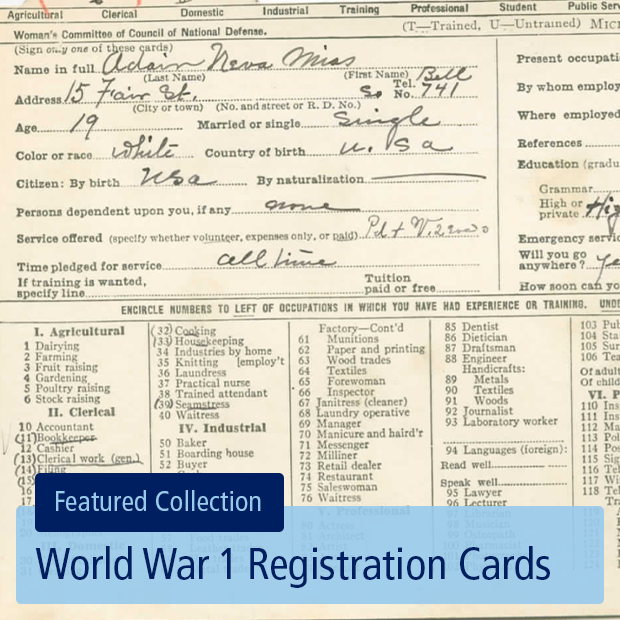 Agricultural Clerical Domestic Industrial Training Professional Student Public Serv
Woman's Committee of Council of National Defense. (T—Trained, U—Untrained) MIC
(Sign only one of these cards)
Name in full Adair Neva Miss Present occupati
(Last Name) (First Name) Bell
Address 15 Fair St. So Tel. No. 741 By whom employ
(City or town) (No. and street or R. D. No.)
Age 19 Married or single Single Where employed
Color or race White Country of birth U. S a References
Citizen: By birth USa By naturalization Education (gradu
Grammar
Persons dependent upon you, if any none High or private Hig
Service offered (specify whether volunteer, expenses only, or paid) Pd + V. Emergency servic
Time pledged for service all time Will you go anywhere? ye
If training is wanted, specify line Tuition paid or free How soon can yo
ENCIRCLE NUMBERS TO LEFT OF OCCUPATIONS IN WHICH YOU HAVE HAD EXPERIENCE OR TRAINING. UNDE
I. Agricultural
1 Dairying
2 Farming
3 Fruit raising
4 Gardening
5 Poultry raising
6 Stock raising
II. Clerical
10 Accountant
(11) Bookkeeper
12 Cashier
(13) Clerical work (gen.)
(14) Filing
(15)
16
17
(32) Cooking
(33) Housekeeping
34 Industries by home
35 Knitting [employ't
36 Laundress
37 Practical nurse
38 Trained attendant
(39) Seamstress
40 Waitress
IV. Industrial
50 Baker
51 Boarding house
52 Buyer
Factory—Cont'd
61 Munitions
62 Paper and printing
63 Wood trades
64 Textiles
65 Forewoman
66 Inspector
67 Janitress (cleaner)
68 Laundry operative
69 Manager
70 Manicure and haird'r
71 Messenger
72 Milliner
73 Retail dealer
74 Restaurant
75 Saleswoman
76 Waitress
V. Professional
85 Dentist
86 Dietician
87 Draftsman
88 Engineer
Handicrafts:
89 Metals
90 Textiles
91 Woods
92 Journalist
93 Laboratory worker
94 Languages (foreign):
Read well
Speak well
95 Lawyer
96 Lecturer
103 Pub
104 Sta
105 Sur
106 Tea
Of adult
Of child
VI. P
110 Ins
111 Ins
112 Ma
113 Pol
114 Pos
115 Sig
116 Tel
117 Wi
118 Tel
Featured Collection
World War 1 Registration Cards